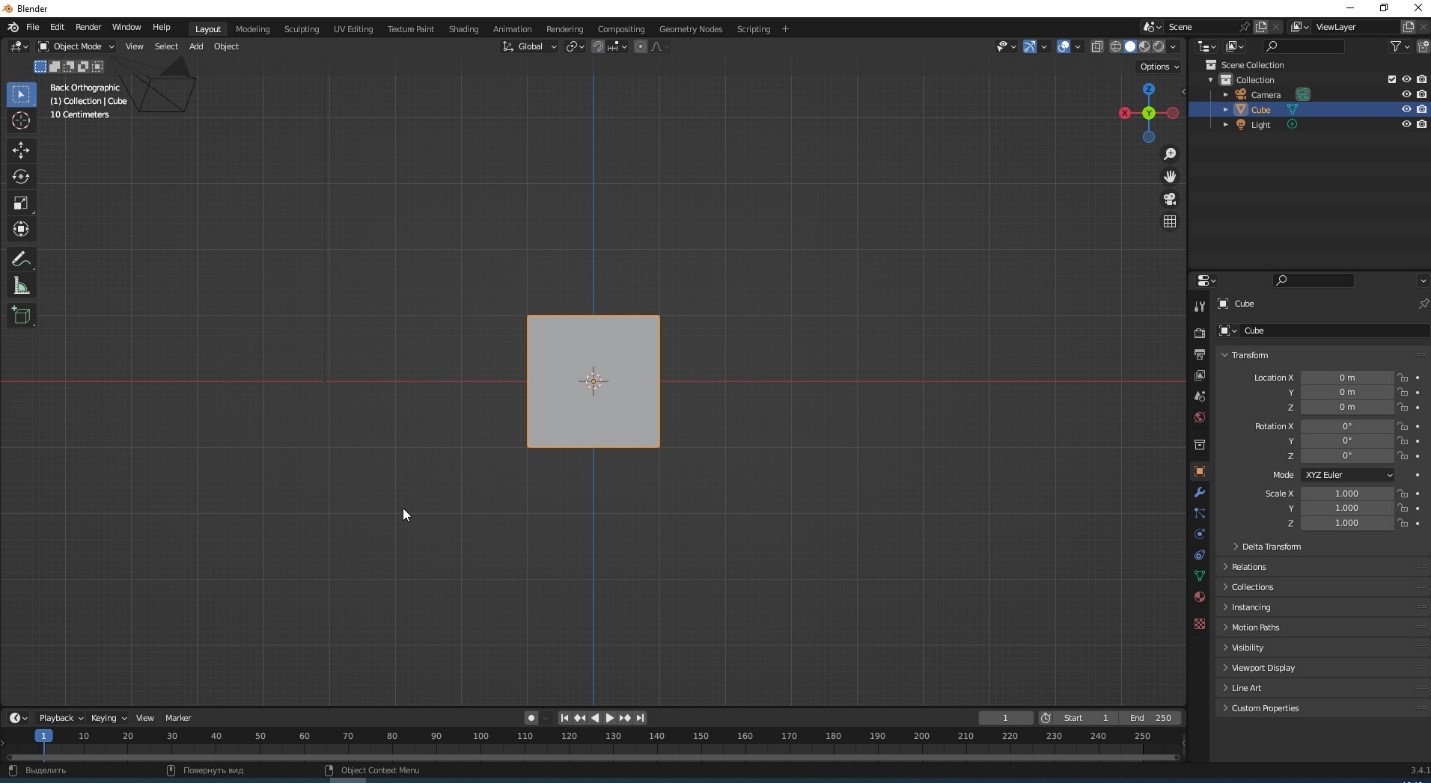 Blender
File Edit Render Window Help Layout Modeling Sculpting UV Editing Texture Paint Shading Animation Rendering Compositing Geometry Nodes Scripting + Scene ViewLayer
Object Mode View Select Add Object Global
Options
Back Orthographic
(1) Collection | Cube
10 Centimeters
Z
X Y
Scene Collection
Collection
Camera
Cube
Light
Cube
Cube
Transform
Location X 0 m
Y 0 m
Z 0 m
Rotation X 0°
Y 0°
Z 0°
Mode XYZ Euler
Scale X 1.000
Y 1.000
Z 1.000
Delta Transform
Relations
Collections
Instancing
Motion Paths
Visibility
Viewport Display
Line Art
Custom Properties
Playback Keying View Marker 1 Start 1 End 250
1 10 20 30 40 50 60 70 80 90 100 110 120 130 140 150 160 170 180 190 200 210 220 230 240 250
Выделить Повернуть вид Object Context Menu 3.4.1